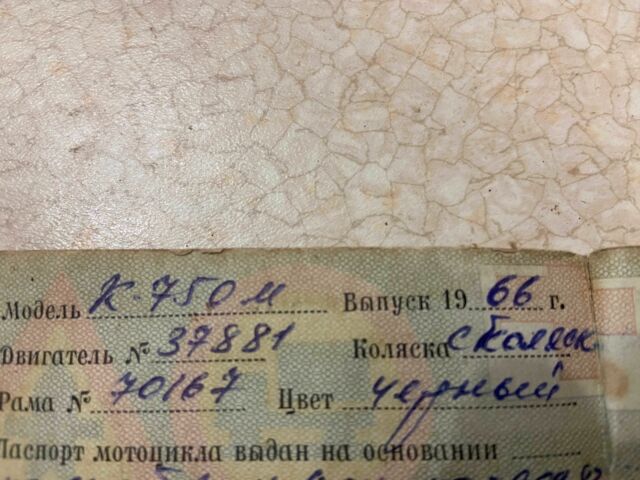 Модель К-750М Выпуск 1966 г.
Двигатель № 37881 Коляска с коляск
Рама № 70167 Цвет черный
Паспорт мотоцикла выдан на основании